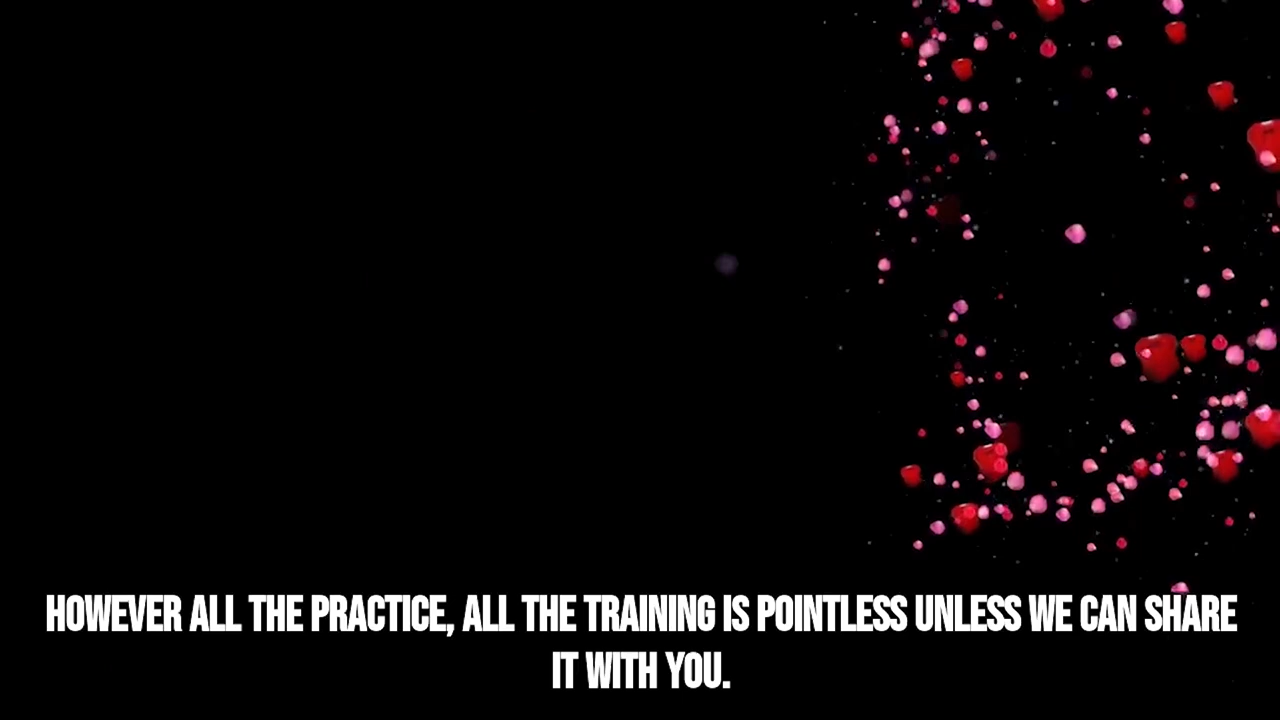 HOWEVER ALL THE PRACTICE, ALL THE TRAINING IS POINTLESS UNLESS WE CAN SHARE
IT WITH YOU.